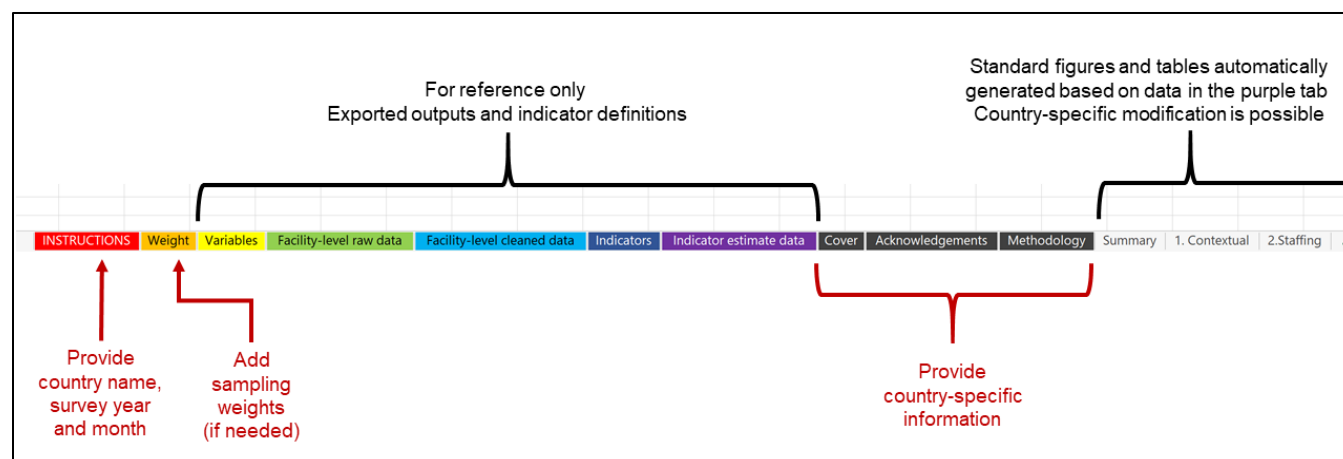 For reference only
Exported outputs and indicator definitions
Standard figures and tables automatically
generated based on data in the purple tab
Country-specific modification is possible
INSTRUCTIONS Weight Variables Facility-level raw data Facility-level cleaned data Indicators Indicator estimate data Cover Acknowledgements Methodology Summary 1. Contextual 2.Staffing
Provide
country name,
survey year
and month
Add
sampling
weights
(if needed)
Provide
country-specific
information